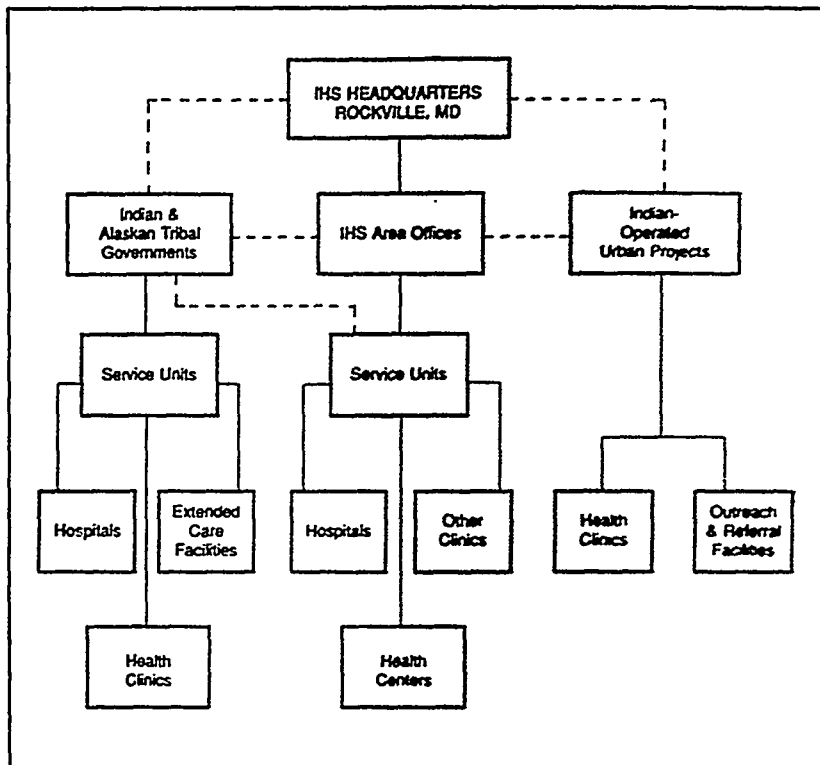 IHS HEADQUARTERS
ROCKVILLE, MD
Indian &
Alaskan Tribal
Governments
IHS Area Offices
Indian-
Operated
Urban Projects
Service Units
Service Units
Hospitals
Extended
Care
Facilities
Hospitals
Other
Clinics
Health
Clinics
Outreach
& Referral
Facilities
Health
Clinics
Health
Centers